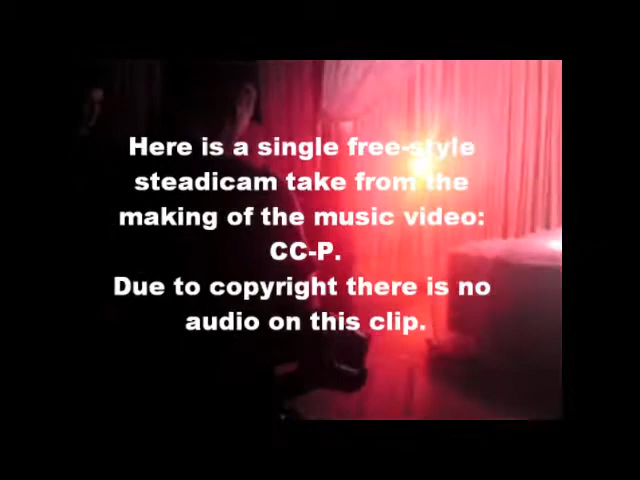 Here is a single free-style
steadicam take from the
making of the music video:
CC-P.
Due to copyright there is no
audio on this clip.